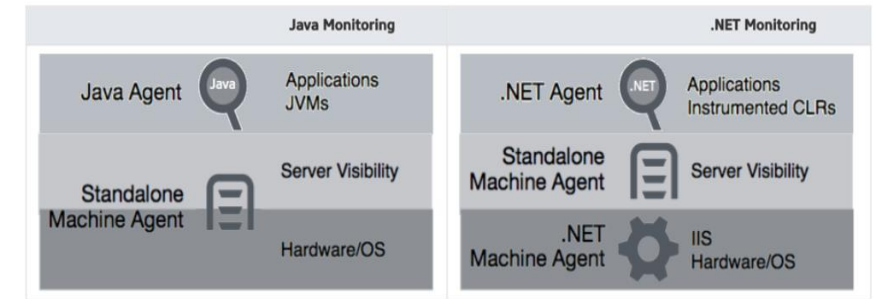 Java Monitoring
Java Agent
Java
Applications
JVMs
Standalone
Machine Agent
Server Visibility
Hardware/OS
.NET Monitoring
.NET Agent
.NET
Applications
Instrumented CLRs
Standalone
Machine Agent
Server Visibility
.NET
Machine Agent
IIS
Hardware/OS